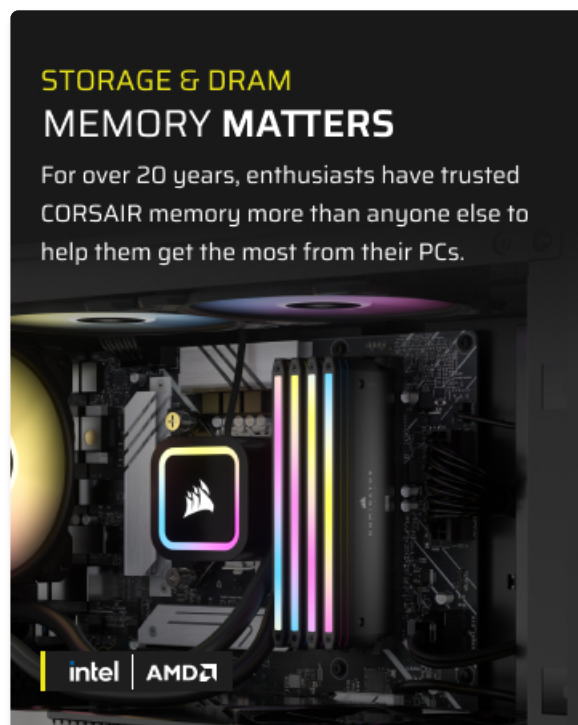 STORAGE & DRAM
MEMORY MATTERS
For over 20 years, enthusiasts have trusted
CORSAIR memory more than anyone else to
help them get the most from their PCs.
DOMINATOR
intel | AMD